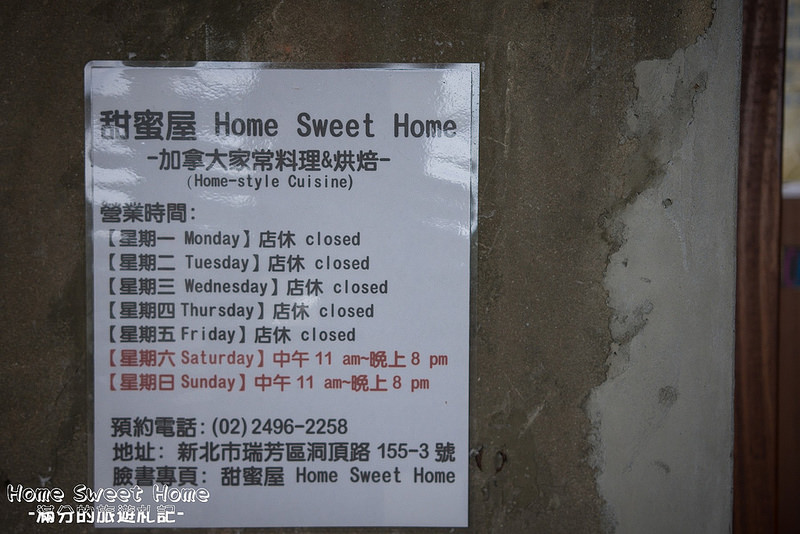 甜蜜屋 Home Sweet Home
-加拿大家常料理&烘焙-
(Home-style Cuisine)
營業時間:
【星期一 Monday】店休 closed
【星期二 Tuesday】店休 closed
【星期三 Wednesday】店休 closed
【星期四 Thursday】店休 closed
【星期五 Friday】店休 closed
【星期六 Saturday】中午 11 am~晚上 8 pm
【星期日 Sunday】中午 11 am~晚上 8 pm
預約電話: (02)2496-2258
地址: 新北市瑞芳區洞頂路 155-3 號
臉書專頁: 甜蜜屋 Home Sweet Home
Home Sweet Home
-滿分的旅遊札記-